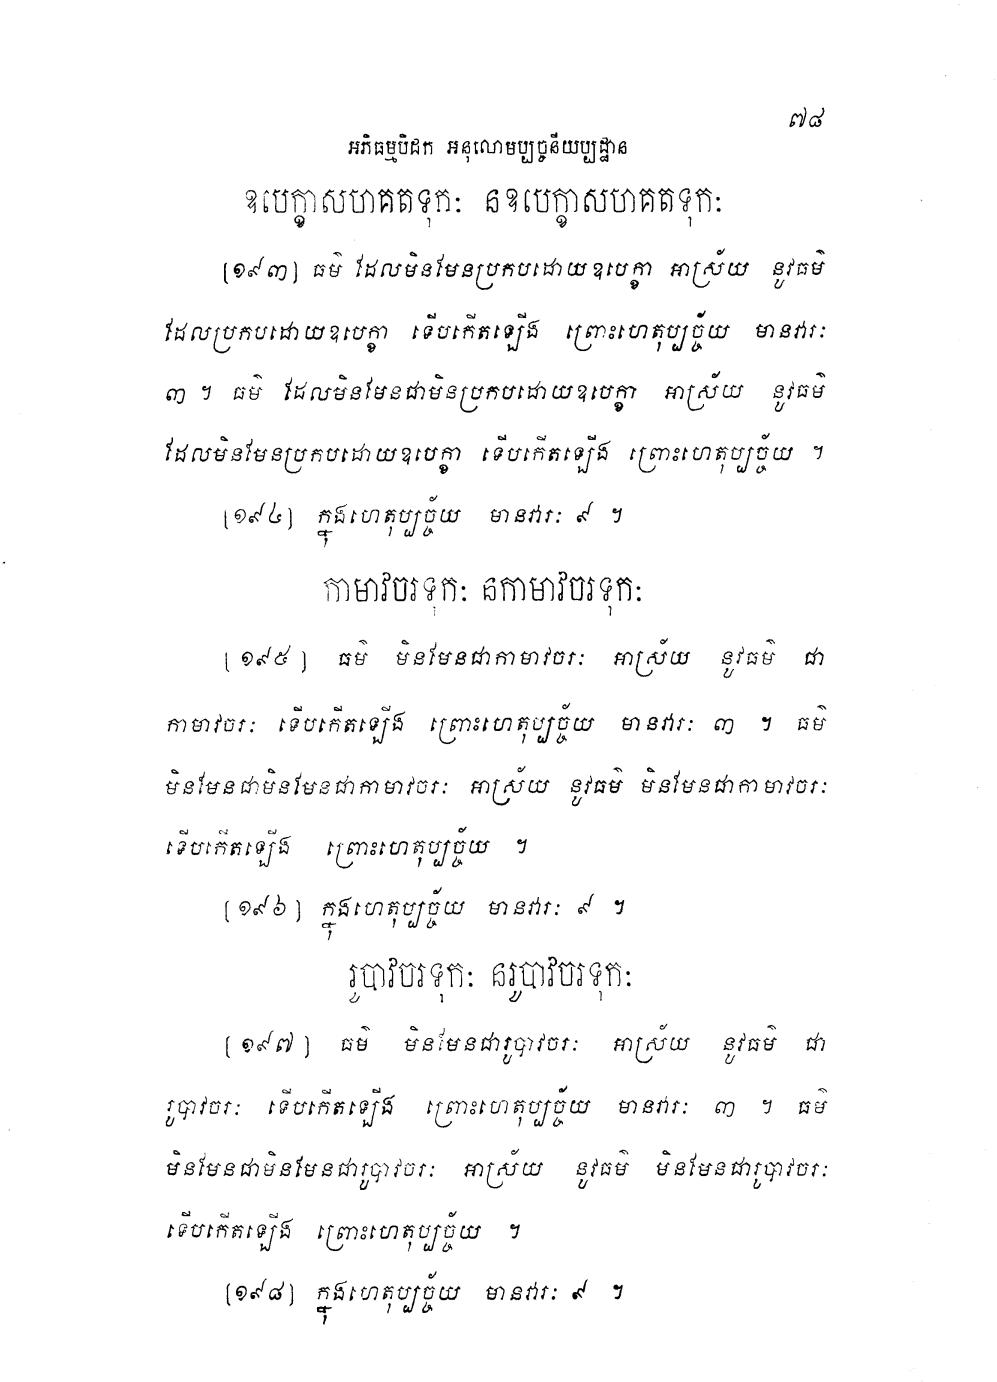 ៧៨
អភិធម្មបិដក អនុលោមប្បច្ចនីយប្បដ្ឋាន
ឧបេក្ខាសហគតទុកៈ នឧបេក្ខាសហគតទុកៈ
[១៩៣] ធម៌ ដែលមិនមែនប្រកបដោយឧបេក្ខា អាស្រ័យ នូវធម៌
ដែលប្រកបដោយឧបេក្ខា ទើបកើតឡើង ព្រោះហេតុប្បច្ច័យ មានវារៈ
៣ ។ ធម៌ ដែលមិនមែនជាមិនប្រកបដោយឧបេក្ខា អាស្រ័យ នូវធម៌
ដែលមិនមែនប្រកបដោយឧបេក្ខា ទើបកើតឡើង ព្រោះហេតុប្បច្ច័យ ។
[១៩៤] ក្នុងហេតុប្បច្ច័យ មានវារៈ ៩ ។
កាមាវចរទុកៈ នកាមាវចរទុកៈ
[១៩៥] ធម៌ មិនមែនជាកាមាវចរៈ អាស្រ័យ នូវធម៌ ជា
កាមាវចរៈ ទើបកើតឡើង ព្រោះហេតុប្បច្ច័យ មានវារៈ ៣ ។ ធម៌
មិនមែនជាមិនមែនជាកាមាវចរៈ អាស្រ័យ នូវធម៌ មិនមែនជាកាមាវចរៈ
ទើបកើតឡើង ព្រោះហេតុប្បច្ច័យ ។
[១៩៦] ក្នុងហេតុប្បច្ច័យ មានវារៈ ៩ ។
រូបាវចរទុកៈ នរូបាវចរទុកៈ
[១៩៧] ធម៌ មិនមែនជារូបាវចរៈ អាស្រ័យ នូវធម៌ ជា
រូបាវចរៈ ទើបកើតឡើង ព្រោះហេតុប្បច្ច័យ មានវារៈ ៣ ។ ធម៌
មិនមែនជាមិនមែនជារូបាវចរៈ អាស្រ័យ នូវធម៌ មិនមែនជារូបាវចរៈ
ទើបកើតឡើង ព្រោះហេតុប្បច្ច័យ ។
[១៩៨] ក្នុងហេតុប្បច្ច័យ មានវារៈ ៩ ។